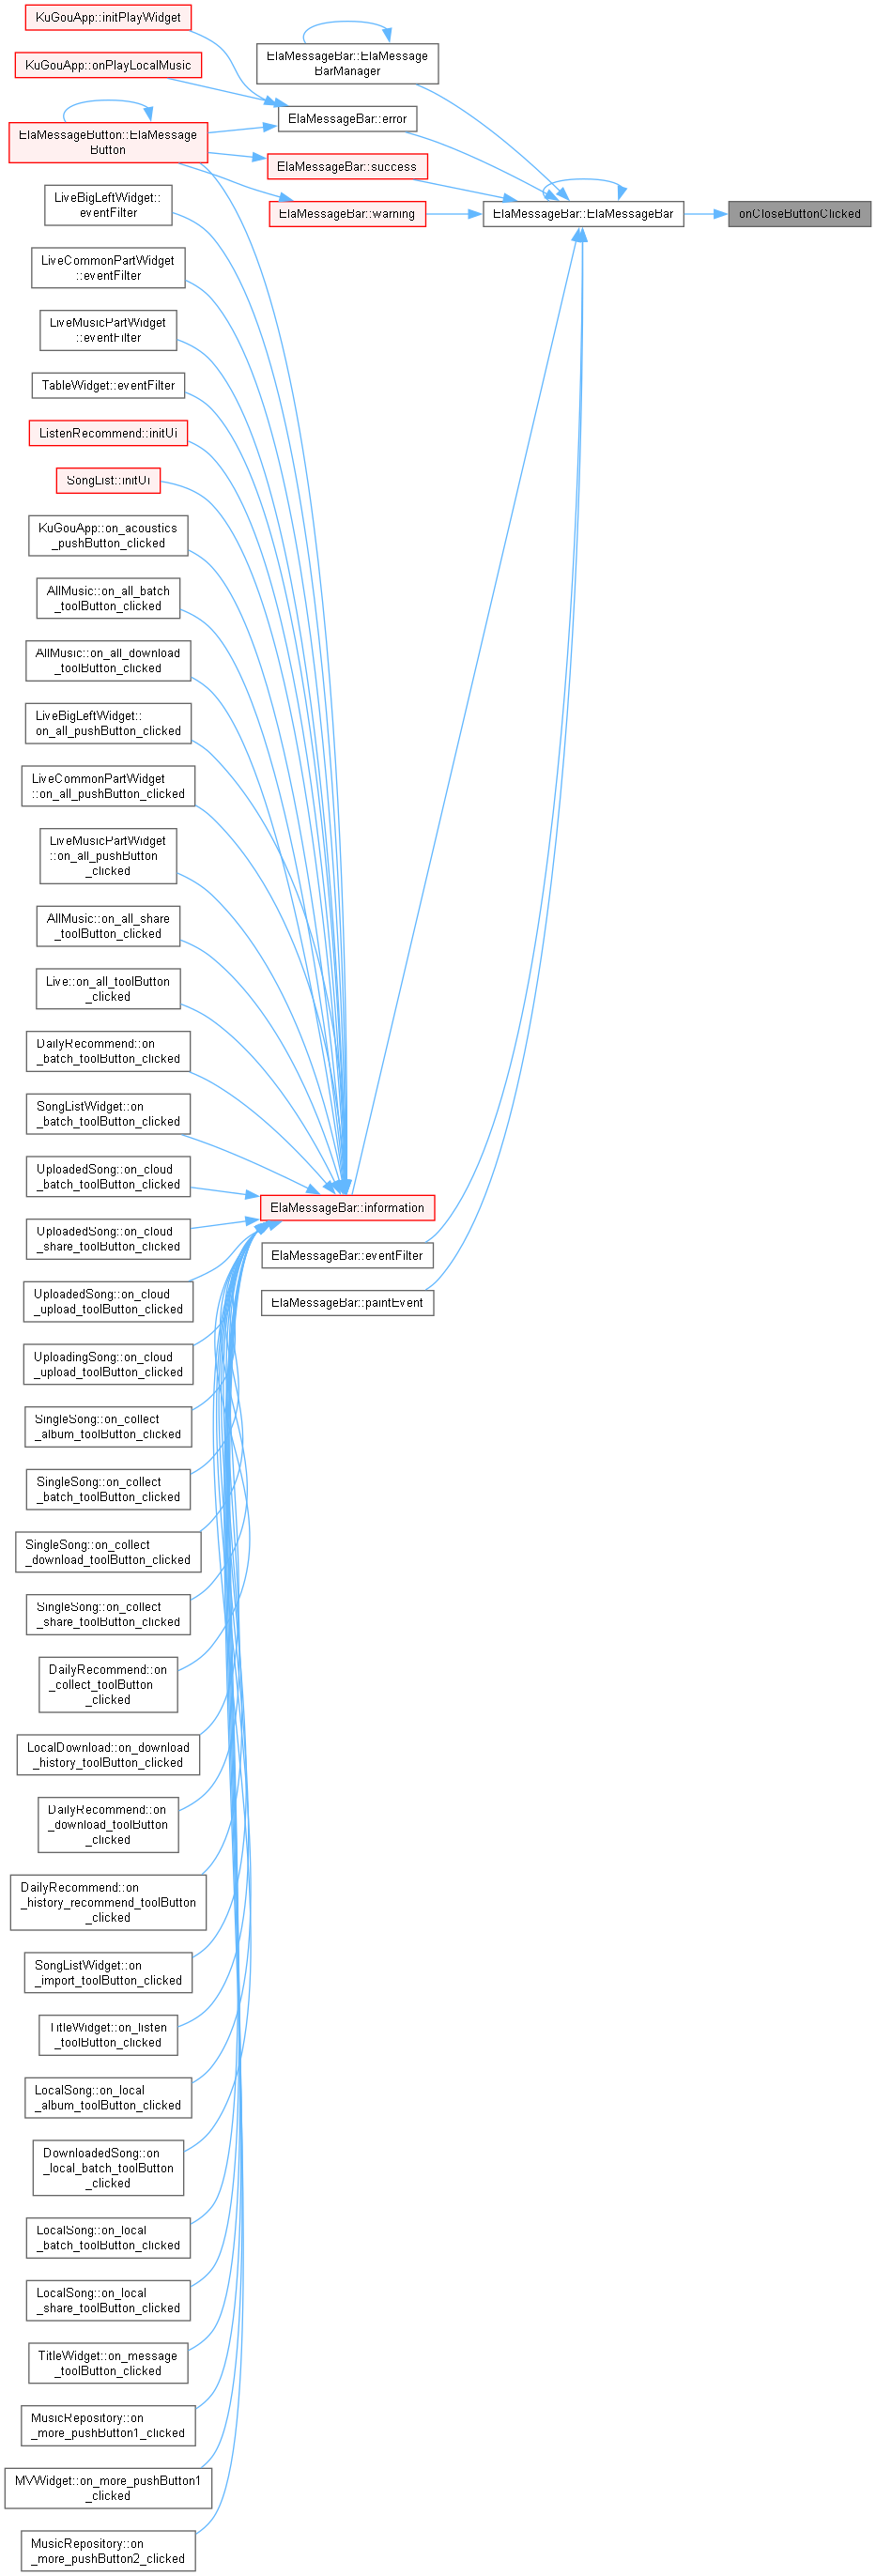 KuGouApp::initPlayWidget
KuGouApp::onPlayLocalMusic
ElaMessageButton::ElaMessage
Button
LiveBigLeftWidget::
eventFilter
LiveCommonPartWidget
::eventFilter
LiveMusicPartWidget
::eventFilter
TableWidget::eventFilter
ListenRecommend::initUi
SongList::initUi
KuGouApp::on_acoustics
_pushButton_clicked
AllMusic::on_all_batch
_toolButton_clicked
AllMusic::on_all_download
_toolButton_clicked
LiveBigLeftWidget::
on_all_pushButton_clicked
LiveCommonPartWidget
::on_all_pushButton_clicked
LiveMusicPartWidget
::on_all_pushButton
_clicked
AllMusic::on_all_share
_toolButton_clicked
Live::on_all_toolButton
_clicked
DailyRecommend::on
_batch_toolButton_clicked
SongListWidget::on
_batch_toolButton_clicked
UploadedSong::on_cloud
_batch_toolButton_clicked
UploadedSong::on_cloud
_share_toolButton_clicked
UploadedSong::on_cloud
_upload_toolButton_clicked
UploadingSong::on_cloud
_upload_toolButton_clicked
SingleSong::on_collect
_album_toolButton_clicked
SingleSong::on_collect
_batch_toolButton_clicked
SingleSong::on_collect
_download_toolButton_clicked
SingleSong::on_collect
_share_toolButton_clicked
DailyRecommend::on
_collect_toolButton
_clicked
LocalDownload::on_download
_history_toolButton_clicked
DailyRecommend::on
_download_toolButton
_clicked
DailyRecommend::on
_history_recommend_toolButton
_clicked
SongListWidget::on
_import_toolButton_clicked
TitleWidget::on_listen
_toolButton_clicked
LocalSong::on_local
_album_toolButton_clicked
DownloadedSong::on
_local_batch_toolButton
_clicked
LocalSong::on_local
_batch_toolButton_clicked
LocalSong::on_local
_share_toolButton_clicked
TitleWidget::on_message
_toolButton_clicked
MusicRepository::on
_more_pushButton1_clicked
MVWidget::on_more_pushButton1
_clicked
MusicRepository::on
_more_pushButton2_clicked
ElaMessageBar::ElaMessage
BarManager
ElaMessageBar::error
ElaMessageBar::success
ElaMessageBar::warning
ElaMessageBar::information
ElaMessageBar::eventFilter
ElaMessageBar::paintEvent
ElaMessageBar::ElaMessageBar
onCloseButtonClicked